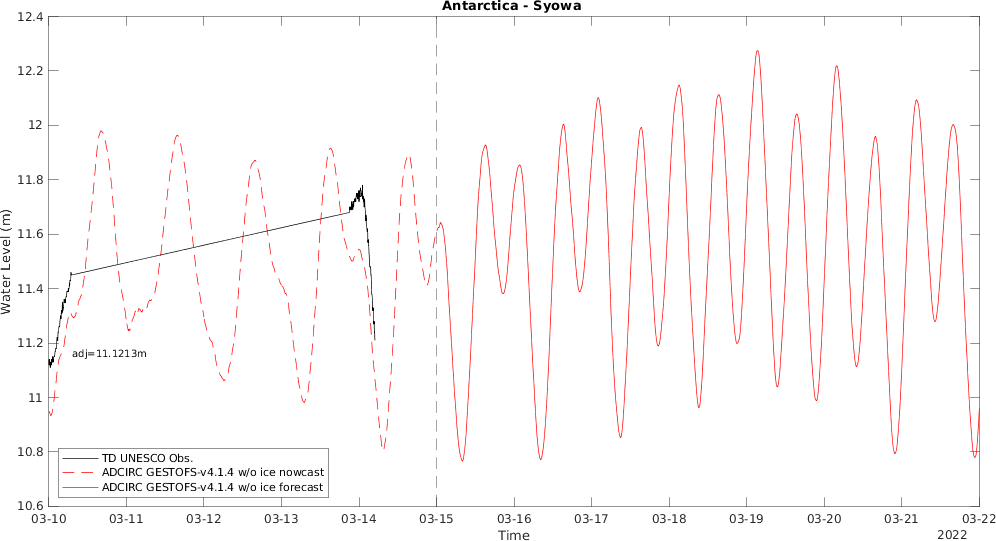 Antarctica - Syowa
12.4
12.2
12
11.8
11.6
11.4
11.2
11
10.8
10.6
Water Level (m)
adj=11.1213m
TD UNESCO Obs.
ADCIRC GESTOFS-v4.1.4 w/o ice nowcast
ADCIRC GESTOFS-v4.1.4 w/o ice forecast
03-10 03-11 03-12 03-13 03-14 03-15 03-16 03-17 03-18 03-19 03-20 03-21 03-22
Time
2022